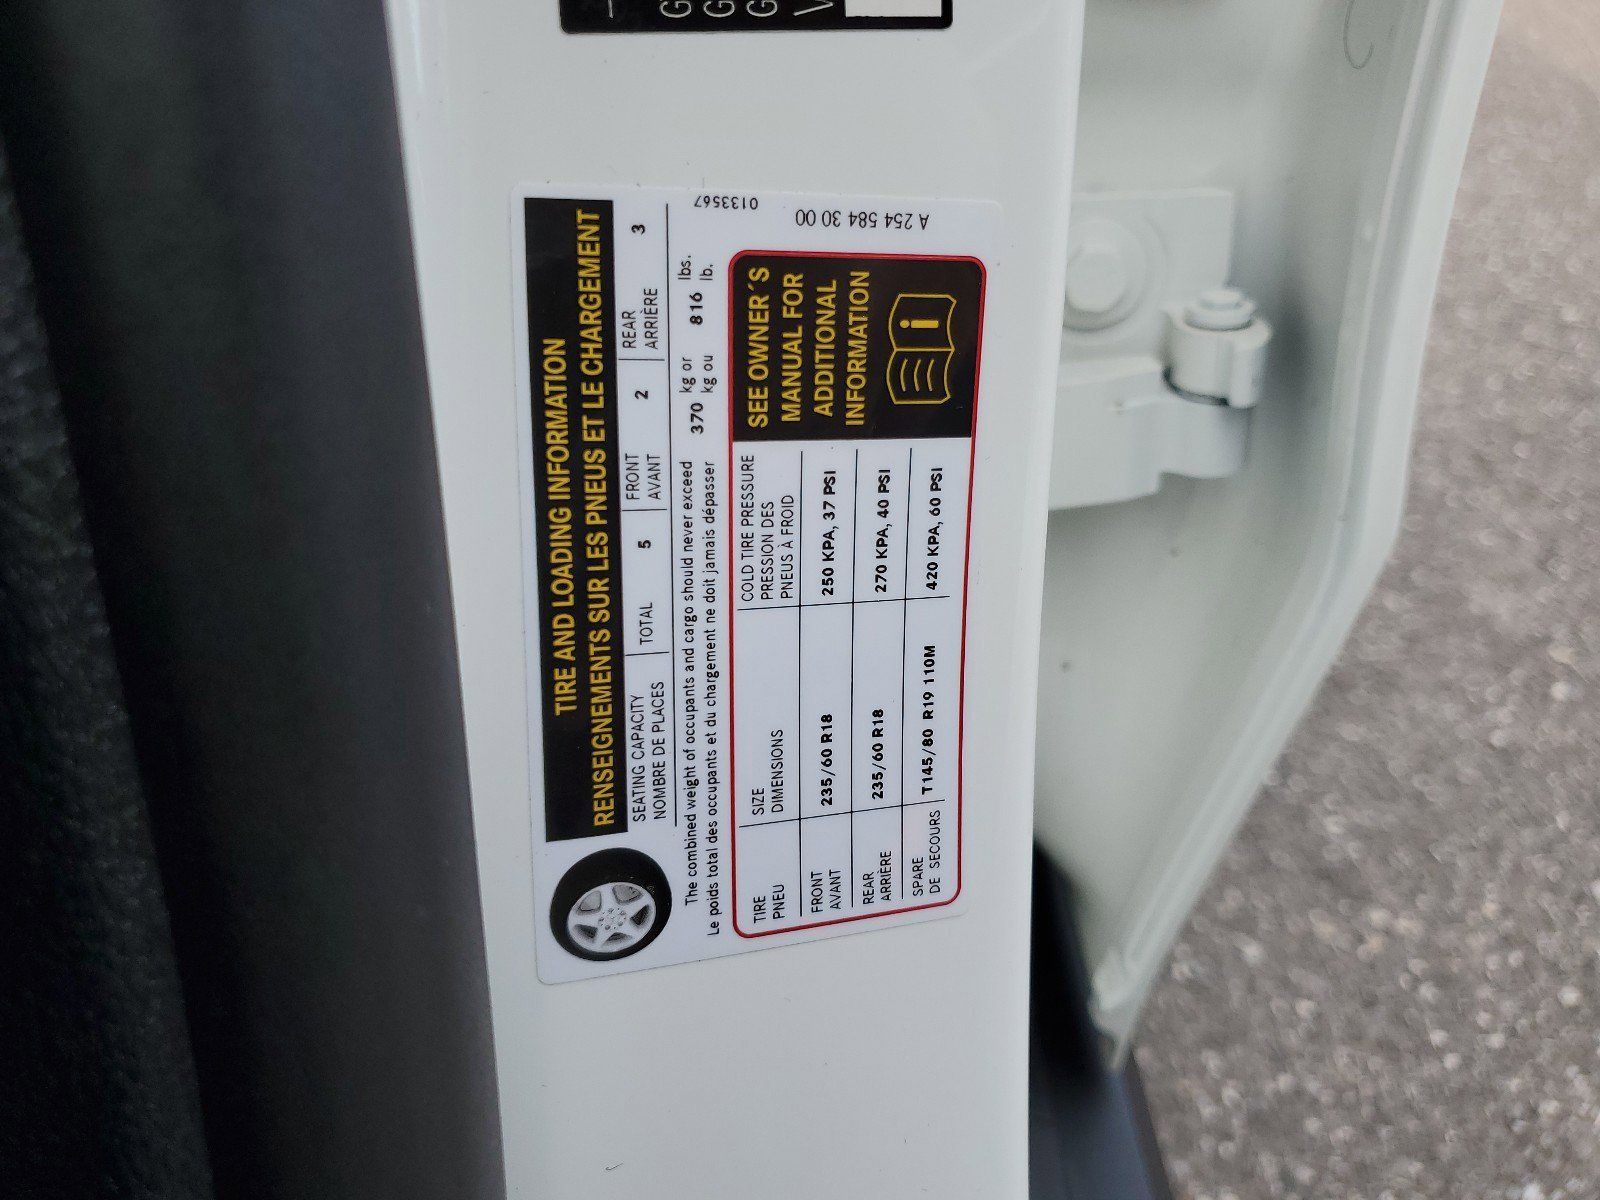 TIRE AND LOADING INFORMATION
RENSEIGNEMENTS SUR LES PNEUS ET LE CHARGEMENT
SEATING CAPACITY TOTAL 5 FRONT 2 REAR 3
NOMBRE DE PLACES AVANT ARRIÈRE
The combined weight of occupants and cargo should never exceed 370 kg or 816 lbs.
Le poids total des occupants et du chargement ne doit jamais dépasser kg ou lb.
TIRE SIZE COLD TIRE PRESSURE
PNEU DIMENSIONS PRESSION DES
PNEUS À FROID
FRONT 235/60 R18 250 KPA, 37 PSI
AVANT
REAR 235/60 R18 270 KPA, 40 PSI
ARRIÈRE
SPARE T145/80 R19 110M 420 KPA, 60 PSI
DE SECOURS
SEE OWNER´S
MANUAL FOR
ADDITIONAL
INFORMATION
i
0133567
A 254 584 30 00